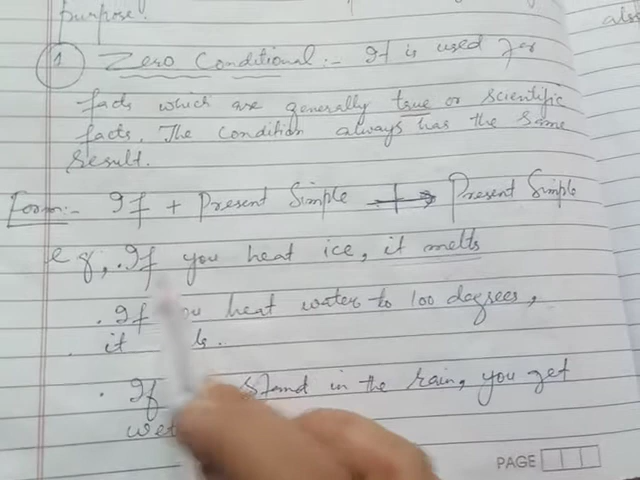 purpose!
also
1 Zero Conditional:- If is used for
facts which are generally true or scientific
facts. The condition always has the same
result.
Form:- If + Present Simple → Present Simple
e g, .If you heat ice, it melts
. If heat water to 100 degrees,
. it
. If stand in the rain, you get
wet
PAGE